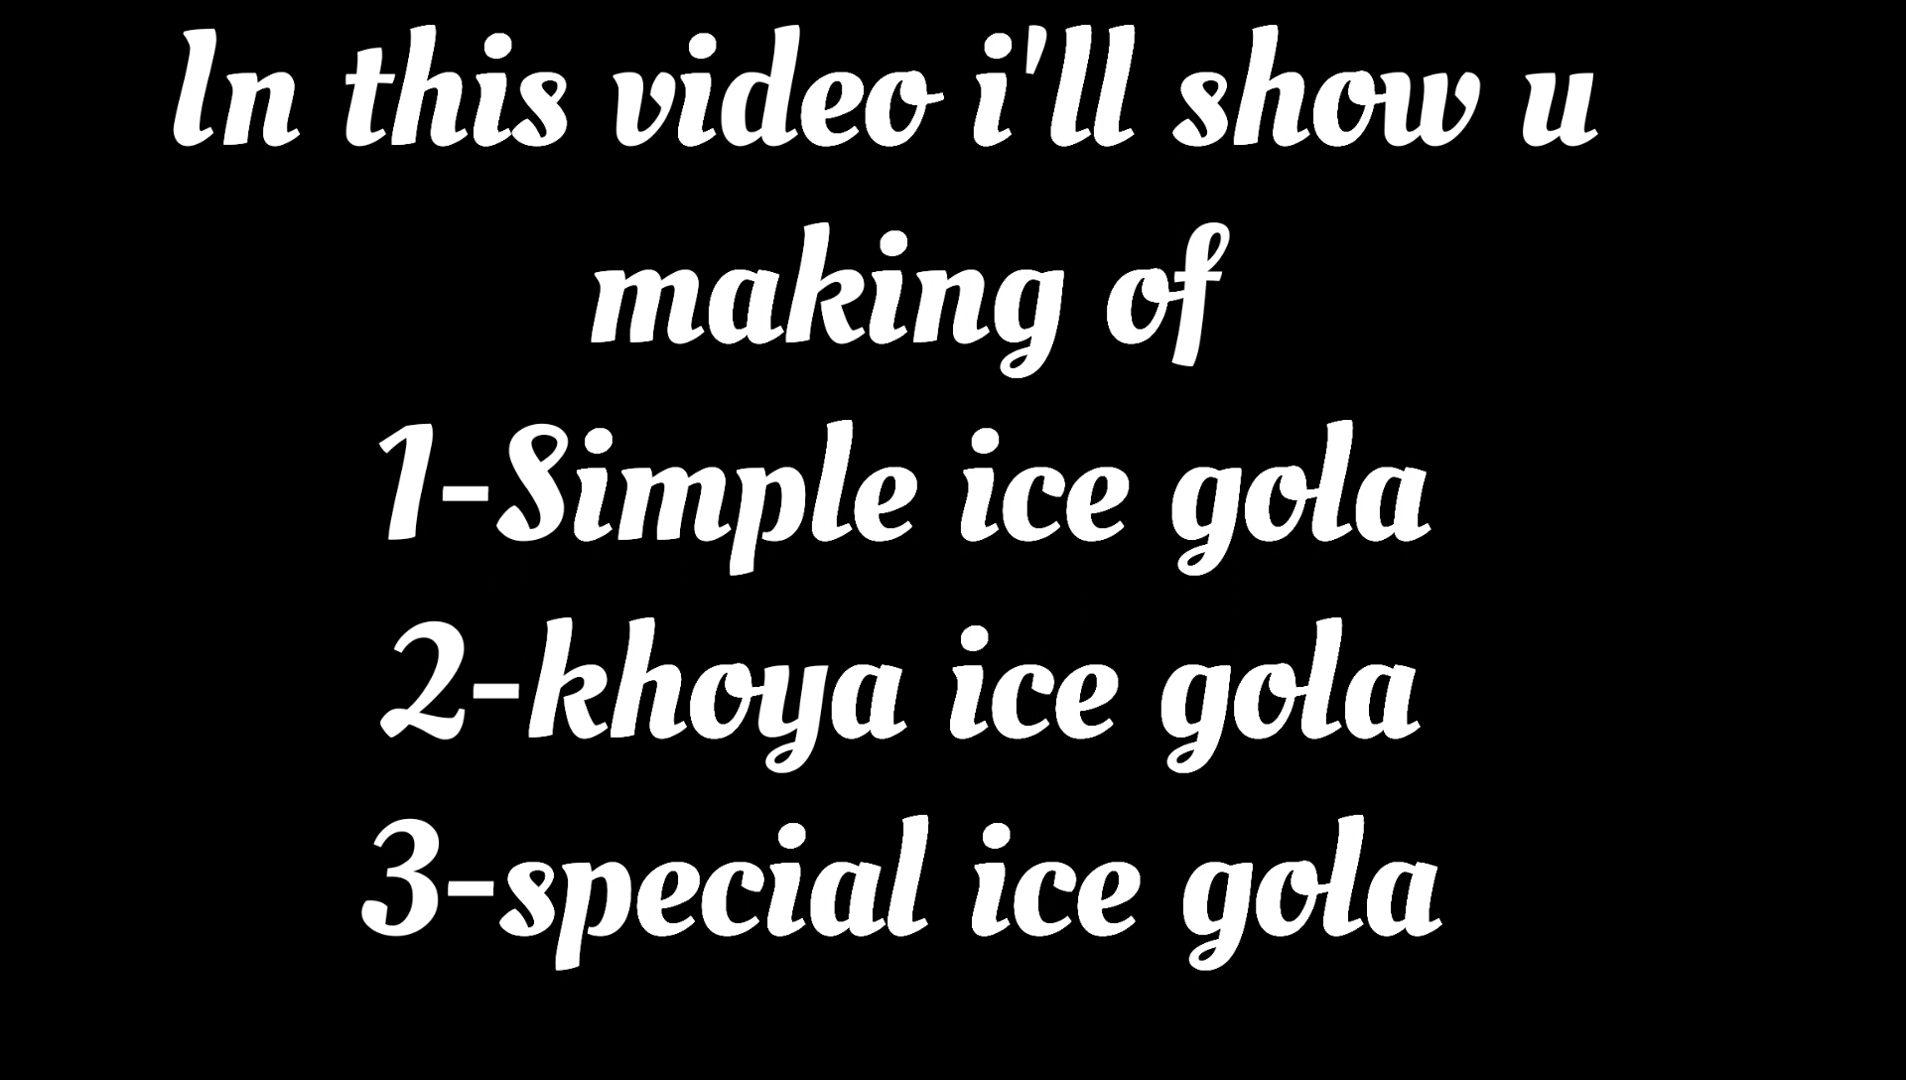 In this video i'll show u
making of
1-Simple ice gola
2-khoya ice gola
3-special ice gola